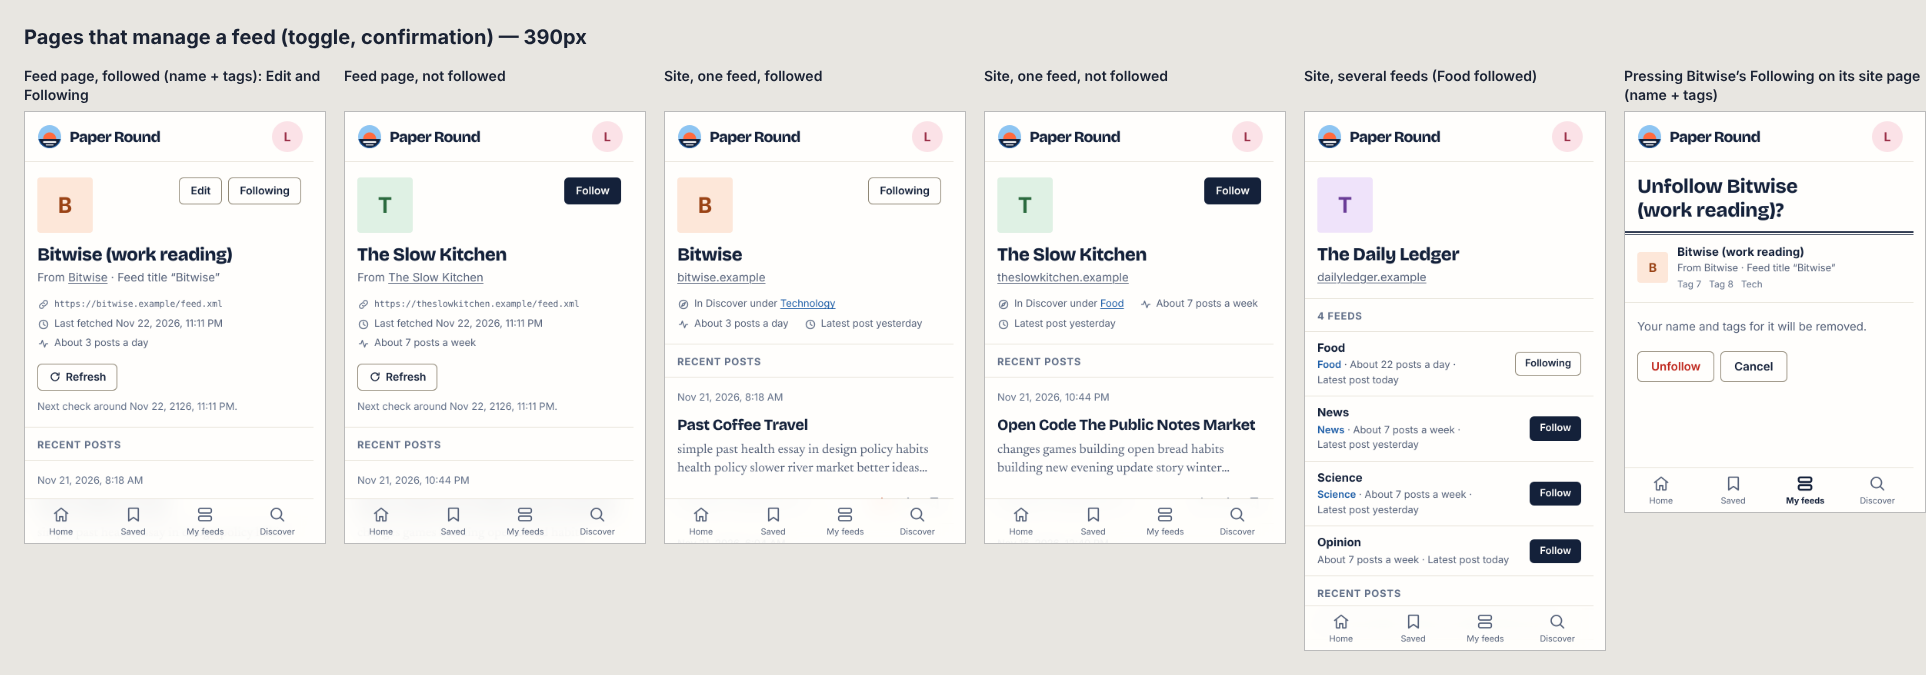 Pages that manage a feed (toggle, confirmation) — 390px
Feed page, followed (name + tags): Edit and
Following
Paper Round
L
B
Edit
Following
Bitwise (work reading)
From Bitwise · Feed title “Bitwise”
https://bitwise.example/feed.xml
Last fetched Nov 22, 2026, 11:11 PM
About 3 posts a day
Refresh
Next check around Nov 22, 2126, 11:11 PM.
RECENT POSTS
Nov 21, 2026, 8:18 AM
Home
Saved
My feeds
Discover
Feed page, not followed
Paper Round
L
T
Follow
The Slow Kitchen
From The Slow Kitchen
https://theslowkitchen.example/feed.xml
Last fetched Nov 22, 2026, 11:11 PM
About 7 posts a week
Refresh
Next check around Nov 22, 2126, 11:11 PM.
RECENT POSTS
Nov 21, 2026, 10:44 PM
Home
Saved
My feeds
Discover
Site, one feed, followed
Paper Round
L
B
Following
Bitwise
bitwise.example
In Discover under Technology
About 3 posts a day
Latest post yesterday
RECENT POSTS
Nov 21, 2026, 8:18 AM
Past Coffee Travel
simple past health essay in design policy habits
health policy slower river market better ideas...
Home
Saved
My feeds
Discover
Site, one feed, not followed
Paper Round
L
T
Follow
The Slow Kitchen
theslowkitchen.example
In Discover under Food
About 7 posts a week
Latest post yesterday
RECENT POSTS
Nov 21, 2026, 10:44 PM
Open Code The Public Notes Market
changes games building open bread habits
building new evening update story winter...
Home
Saved
My feeds
Discover
Site, several feeds (Food followed)
Paper Round
L
T
The Daily Ledger
dailyledger.example
4 FEEDS
Food
Food · About 22 posts a day ·
Latest post today
Following
News
News · About 7 posts a week ·
Latest post yesterday
Follow
Science
Science · About 7 posts a week ·
Latest post yesterday
Follow
Opinion
About 7 posts a week · Latest post today
Follow
RECENT POSTS
Home
Saved
My feeds
Discover
Pressing Bitwise’s Following on its site page
(name + tags)
Paper Round
L
Unfollow Bitwise
(work reading)?
B
Bitwise (work reading)
From Bitwise · Feed title “Bitwise”
Tag 7 Tag 8 Tech
Your name and tags for it will be removed.
Unfollow
Cancel
Home
Saved
My feeds
Discover